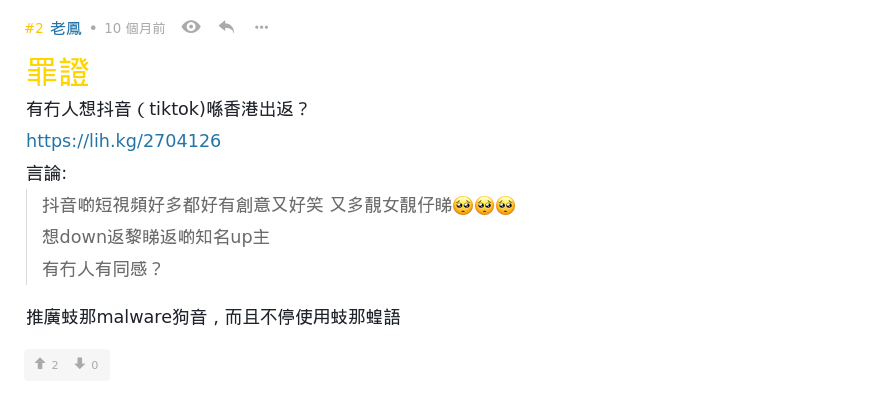 #2 老鳳 • 10 個月前
罪證
有冇人想抖音 ( tiktok)喺香港出返？
https://lih.kg/2704126
言論:
抖音啲短視頻好多都好有創意又好笑 又多靚女靚仔睇🥺🥺🥺
想down返黎睇返啲知名up主
有冇人有同感？
推廣蚑那malware狗音，而且不停使用蚑那蝗語
2 0